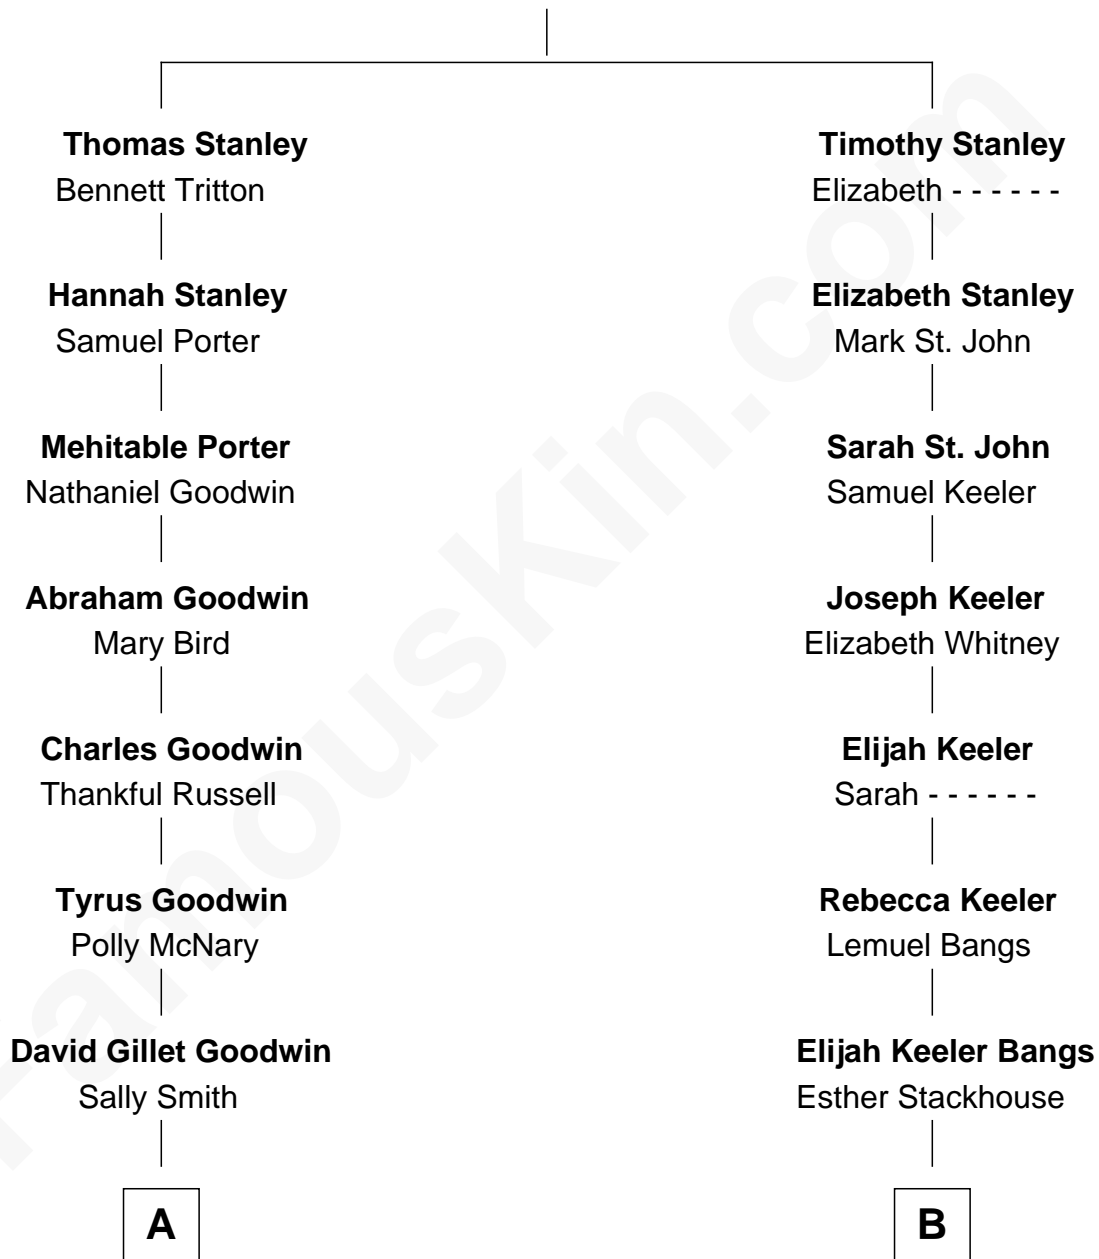 Thomas Stanley
Bennett Tritton
Hannah Stanley
Samuel Porter
Mehitable Porter
Nathaniel Goodwin
Abraham Goodwin
Mary Bird
Charles Goodwin
Thankful Russell
Tyrus Goodwin
Polly McNary
David Gillet Goodwin
Sally Smith
A
Timothy Stanley
Elizabeth - - - - - -
Elizabeth Stanley
Mark St. John
Sarah St. John
Samuel Keeler
Joseph Keeler
Elizabeth Whitney
Elijah Keeler
Sarah - - - - - -
Rebecca Keeler
Lemuel Bangs
Elijah Keeler Bangs
Esther Stackhouse
B
FamousKin.com